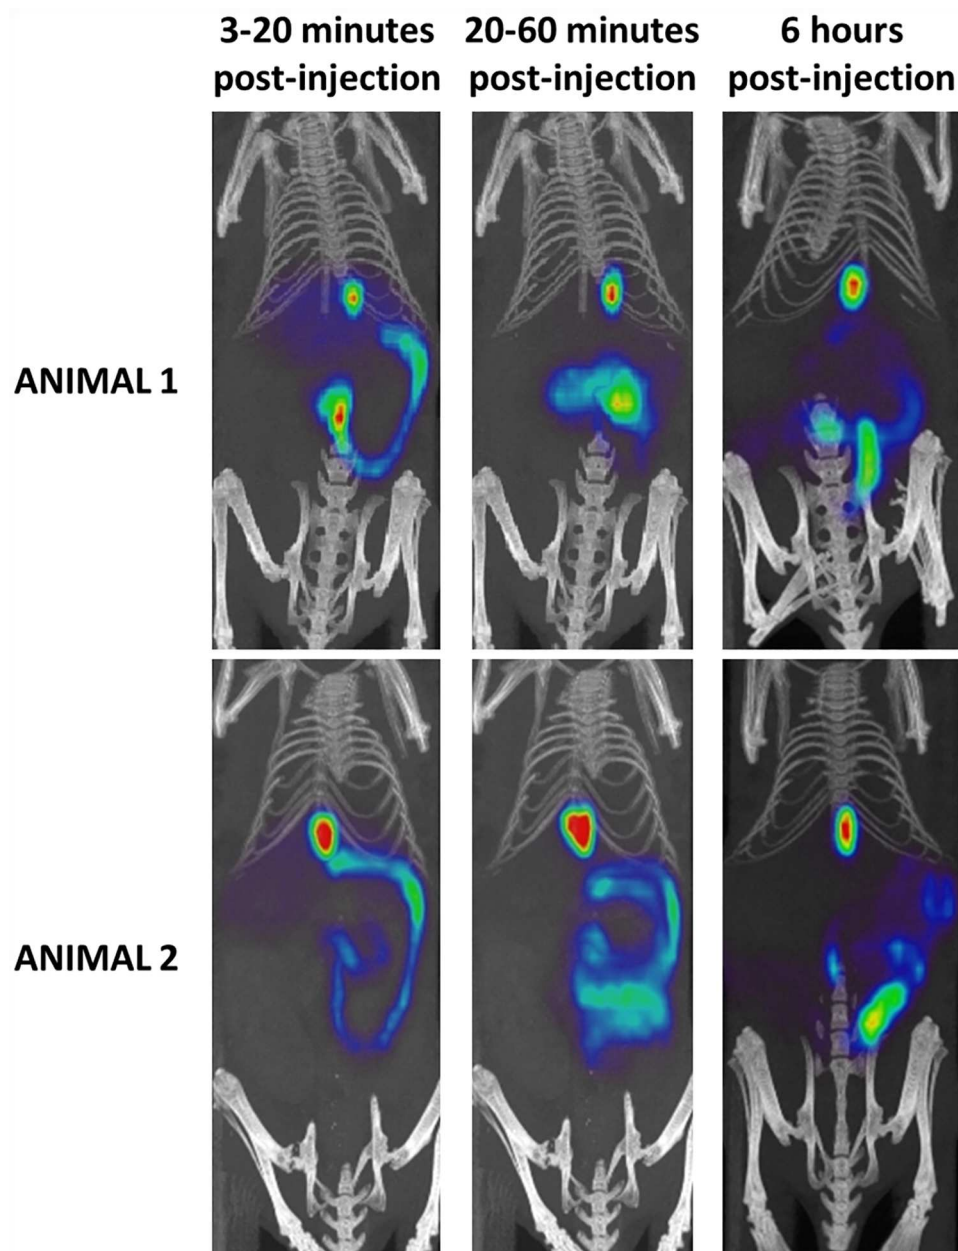 3-20 minutes
post-injection
20-60 minutes
post-injection
6 hours
post-injection
ANIMAL 1
ANIMAL 2